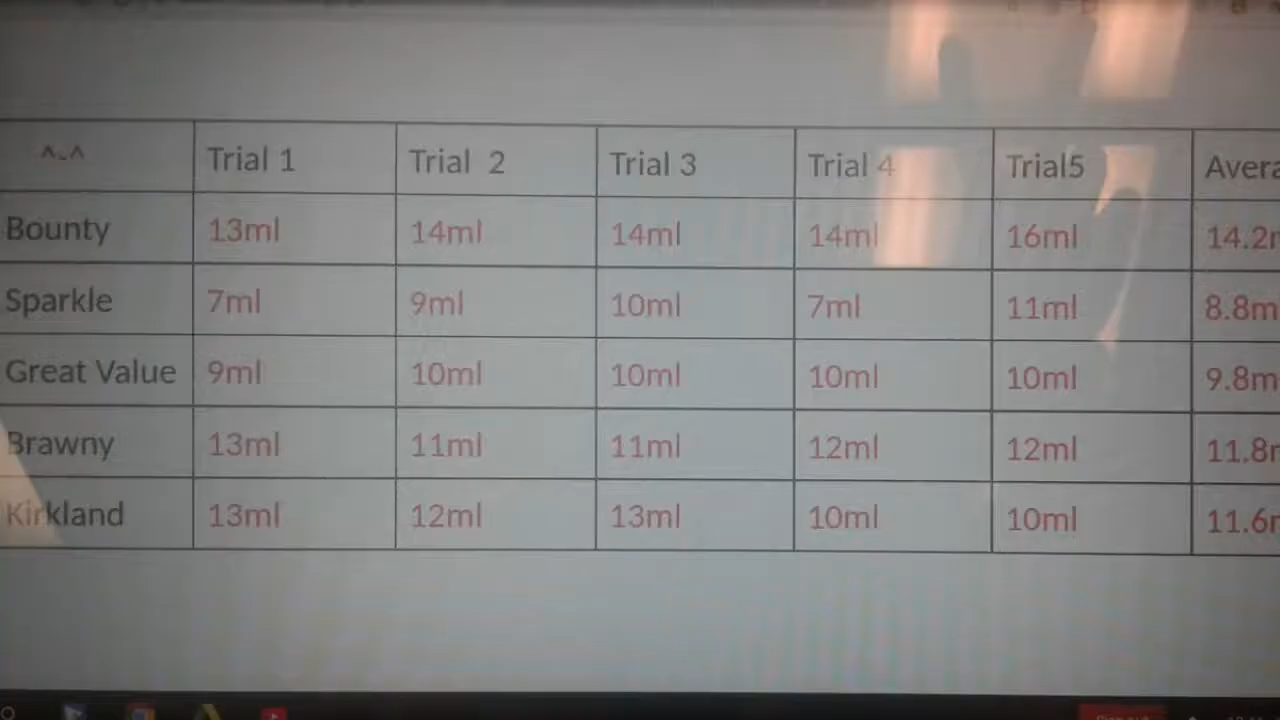 ^-^ Trial 1 Trial 2 Trial 3 Trial 4 Trial5 Avera
Bounty 13ml 14ml 14ml 14ml 16ml 14.2
Sparkle 7ml 9ml 10ml 7ml 11ml 8.8m
Great Value 9ml 10ml 10ml 10ml 10ml 9.8m
Brawny 13ml 11ml 11ml 12ml 12ml 11.8
Kirkland 13ml 12ml 13ml 10ml 10ml 11.6